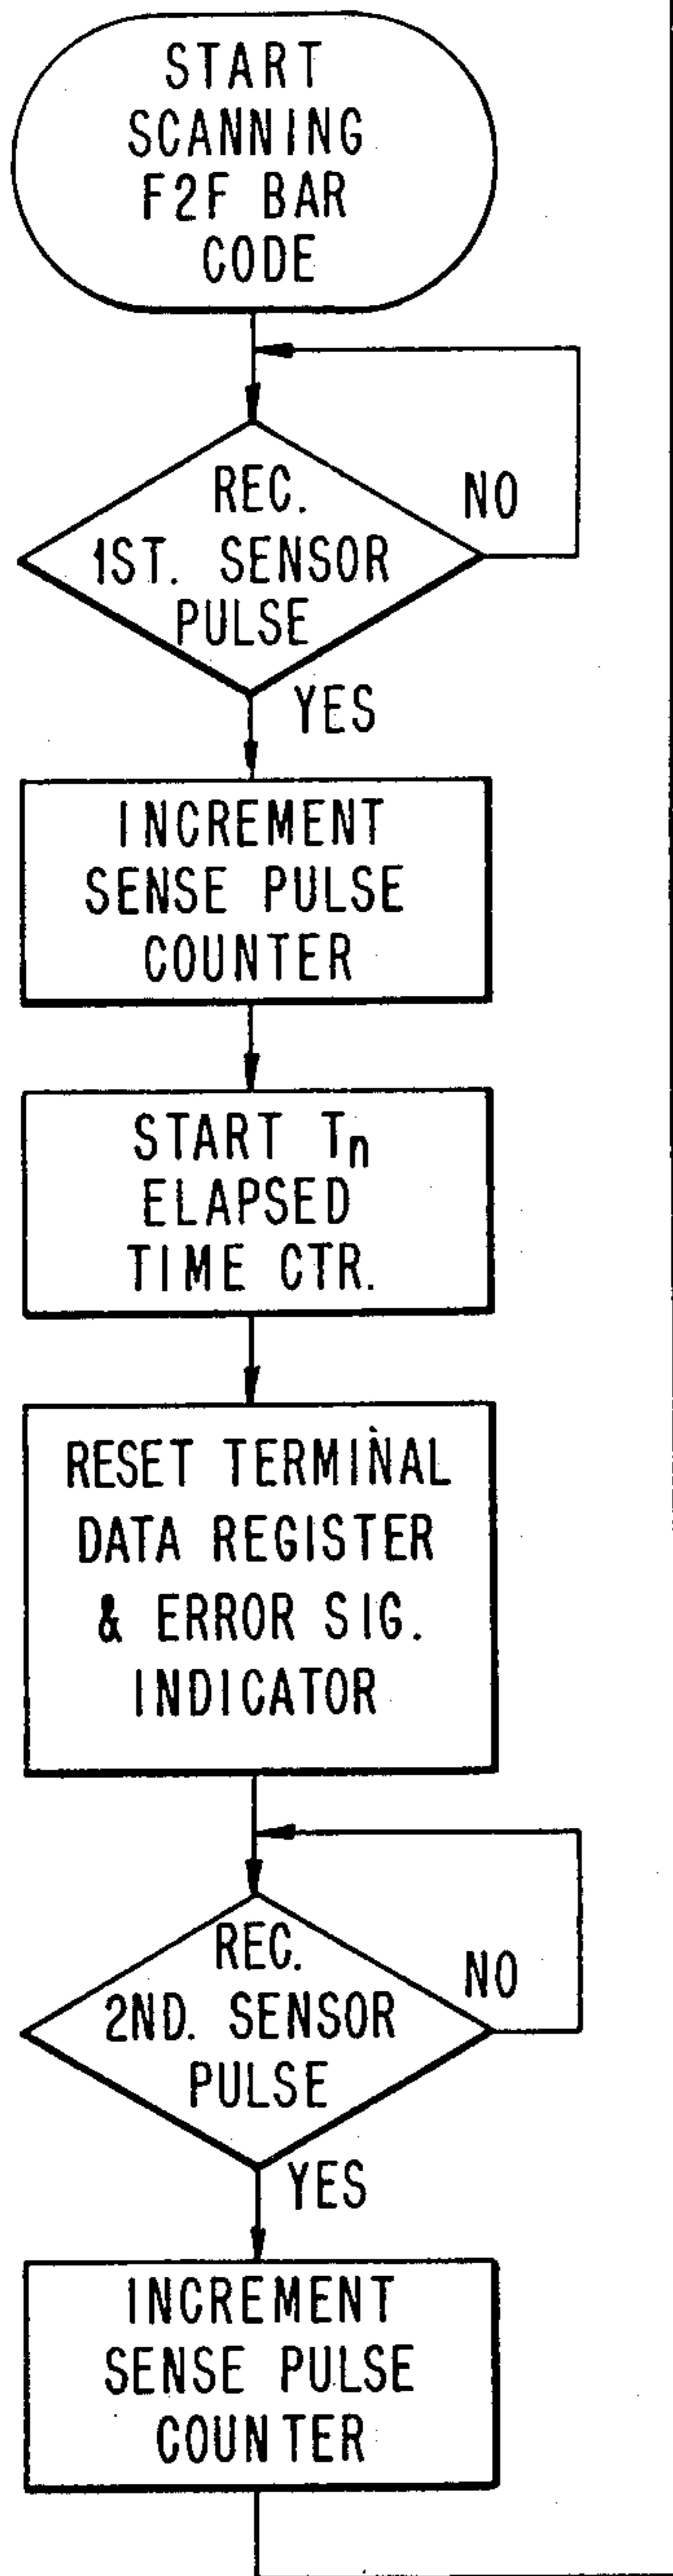 START
SCANNING
F2F BAR
CODE
REC.
1ST. SENSOR
PULSE
NO
YES
INCREMENT
SENSE PULSE
COUNTER
START Tn
ELAPSED
TIME CTR.
RESET TERMINAL
DATA REGISTER
& ERROR SIG.
INDICATOR
REC.
2ND. SENSOR
PULSE
NO
YES
INCREMENT
SENSE PULSE
COUNTER